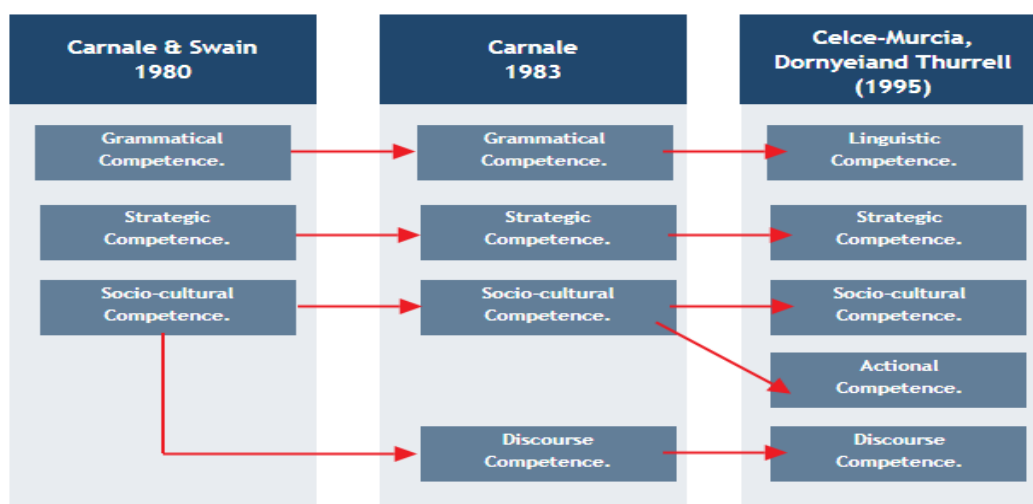 Carnale & Swain
1980
Grammatical
Competence.
Strategic
Competence.
Socio-cultural
Competence.
Carnale
1983
Grammatical
Competence.
Strategic
Competence.
Socio-cultural
Competence.
Discourse
Competence.
Celce-Murcia,
Dornyeiand Thurrell
(1995)
Linguistic
Competence.
Strategic
Competence.
Socio-cultural
Competence.
Actional
Competence.
Discourse
Competence.